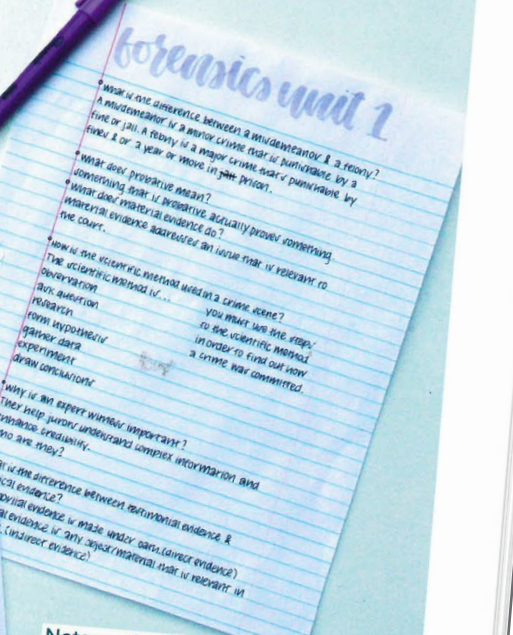 forensics unit 1
what is the difference between a misdemeanor & a felony?
A misdemeanor is a minor crime that is punishable by a
fine or jail. A felony is a major crime that is punishable by
fines & or a year or more in jail prison.
what does probative mean?
something that is probative actually proves something.
what does material evidence do?
material evidence addresses an issue that is relevant to
the court.
How is the scientific method used in a crime scene?
The scientific method is...
observation
ask question
research
form hypothesis
gather data
experiment
draw conclusions
you must use the steps
to the scientific method
in order to find out how
a crime was committed.
why is an expert witness important?
They help jurors understand complex information and
enhance credibility.
who are they?
is the difference between testimonial evidence &
evidence?
evidence is made under oath. (direct evidence)
evidence is any object/material that is relevant in
(indirect evidence)